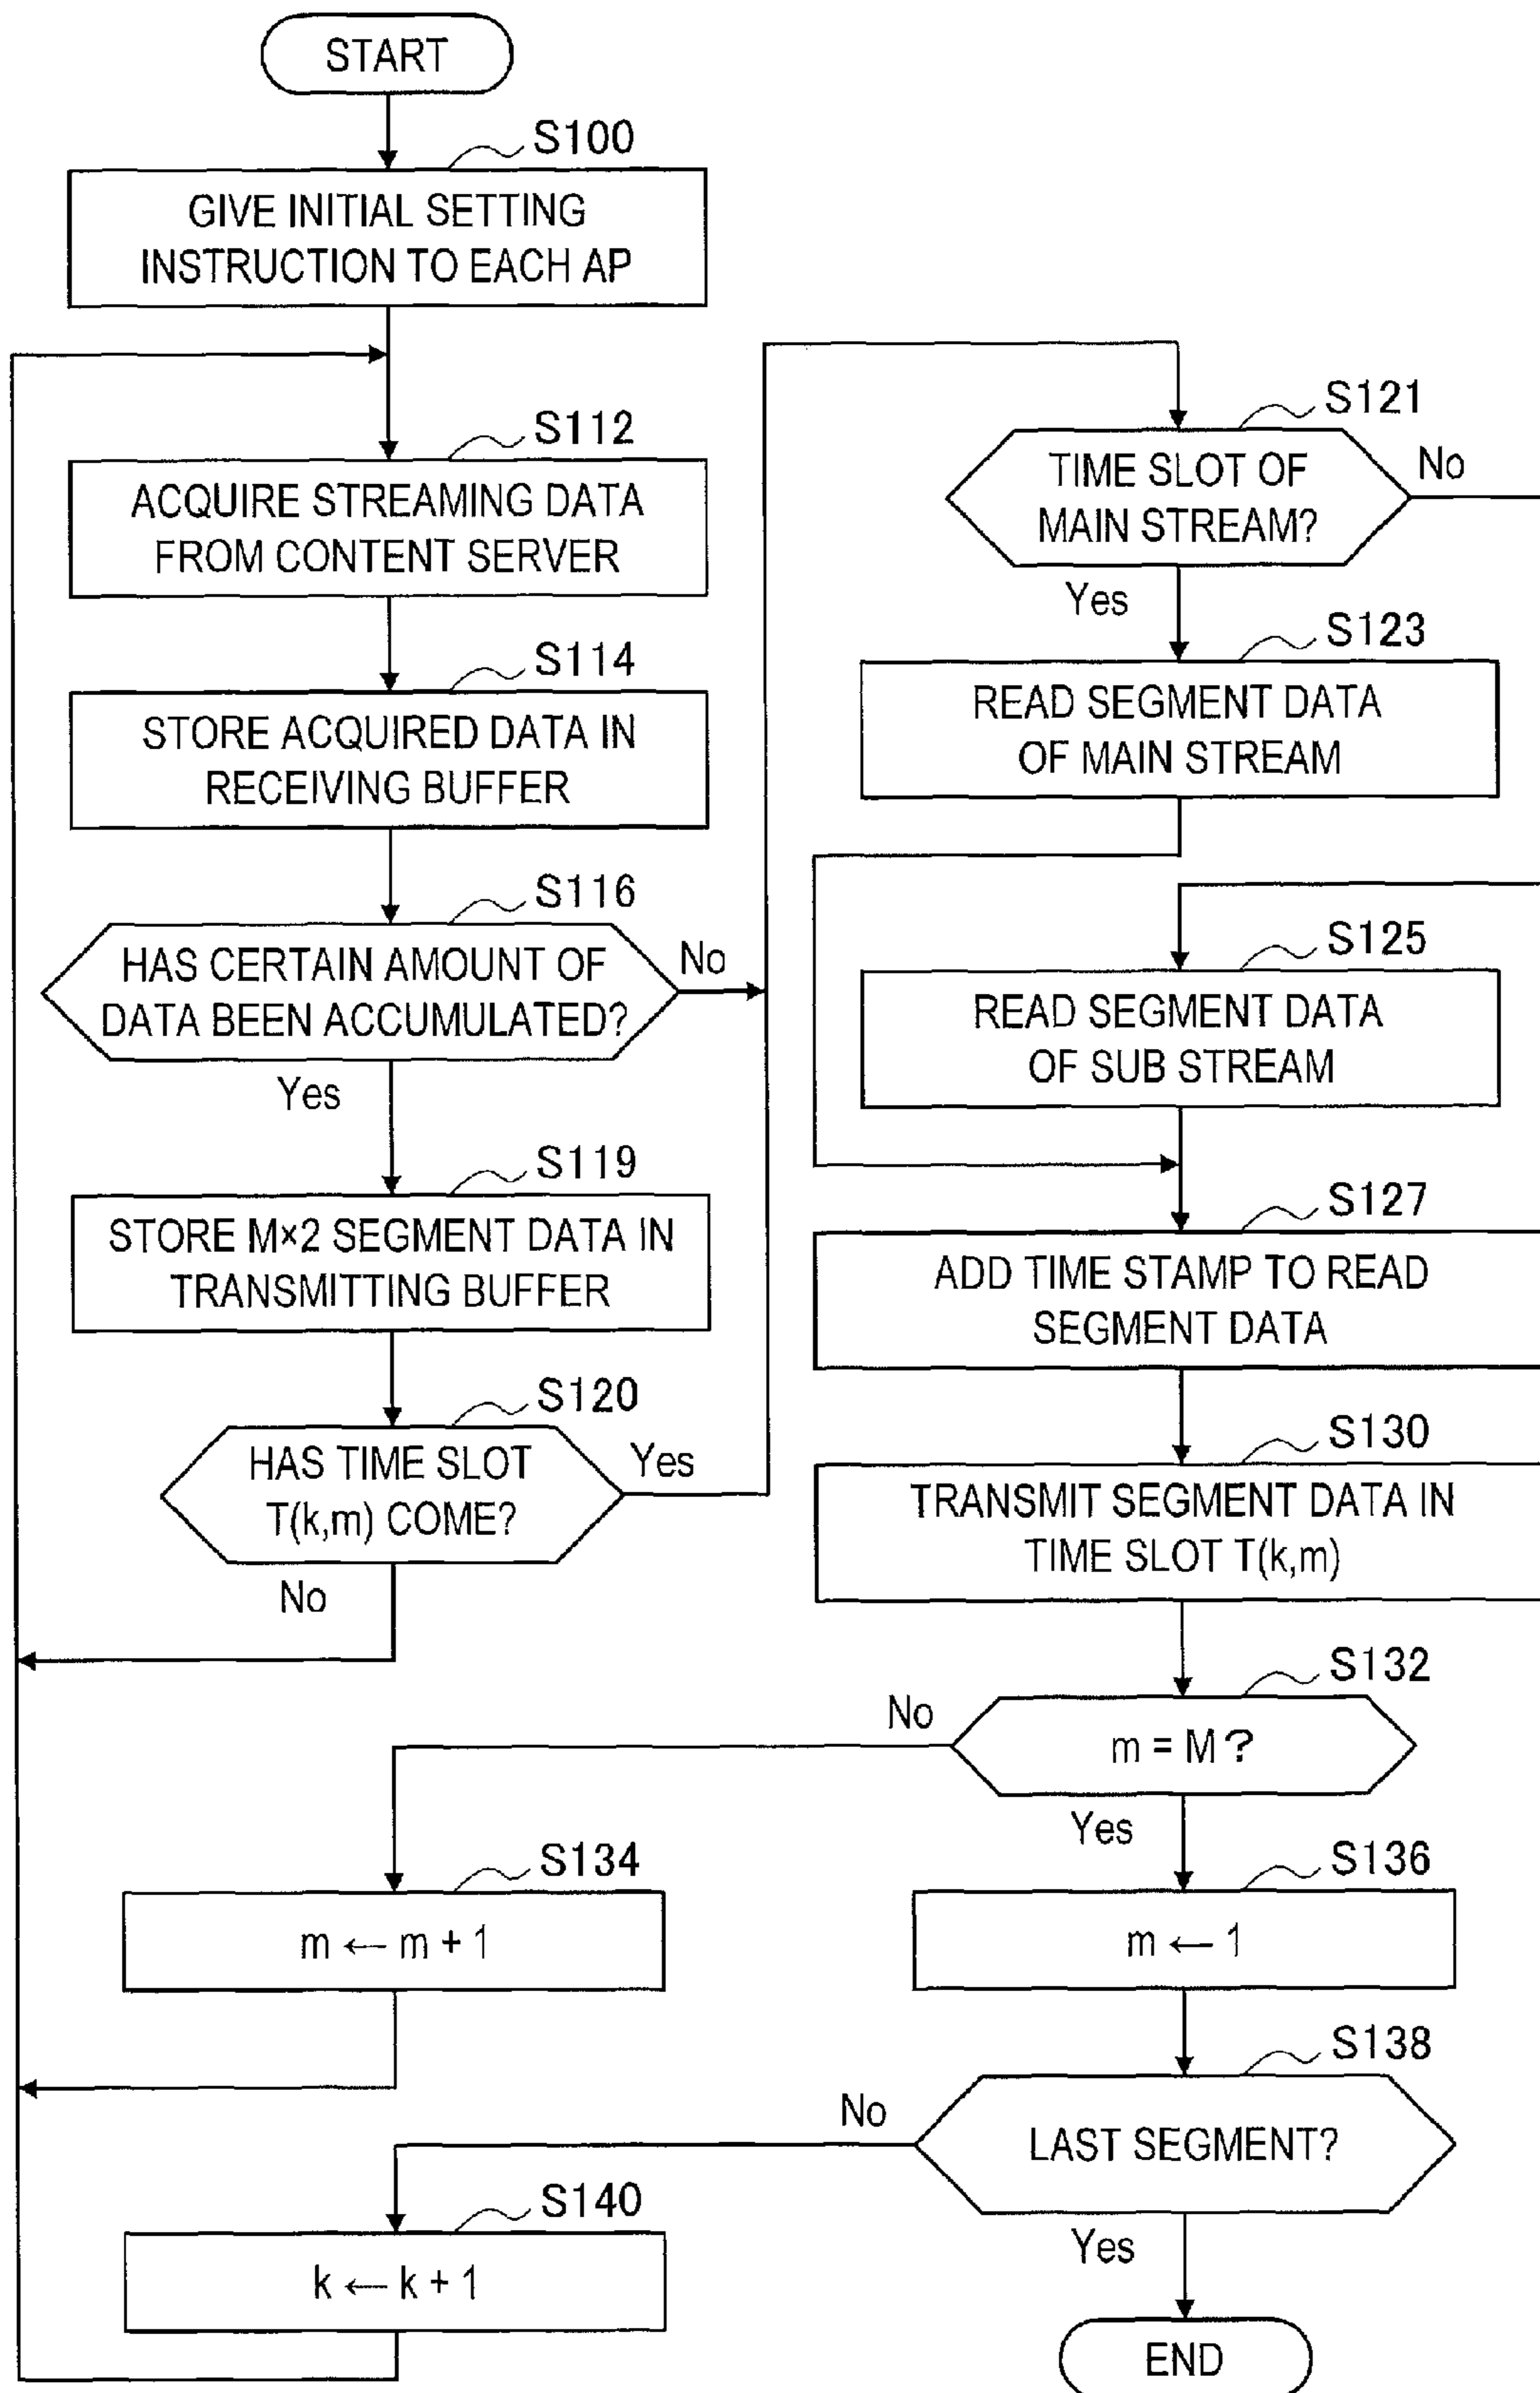 START
S100
GIVE INITIAL SETTING
INSTRUCTION TO EACH AP
S112
ACQUIRE STREAMING DATA
FROM CONTENT SERVER
S114
STORE ACQUIRED DATA IN
RECEIVING BUFFER
S116
HAS CERTAIN AMOUNT OF
DATA BEEN ACCUMULATED?
No
Yes
S119
STORE M×2 SEGMENT DATA IN
TRANSMITTING BUFFER
S120
HAS TIME SLOT
T(k,m) COME?
Yes
No
S121
TIME SLOT OF
MAIN STREAM?
No
Yes
S123
READ SEGMENT DATA
OF MAIN STREAM
S125
READ SEGMENT DATA
OF SUB STREAM
S127
ADD TIME STAMP TO READ
SEGMENT DATA
S130
TRANSMIT SEGMENT DATA IN
TIME SLOT T(k,m)
S132
m = M ?
No
Yes
S134
m ← m + 1
S136
m ← 1
S138
LAST SEGMENT?
No
Yes
S140
k ← k + 1
END